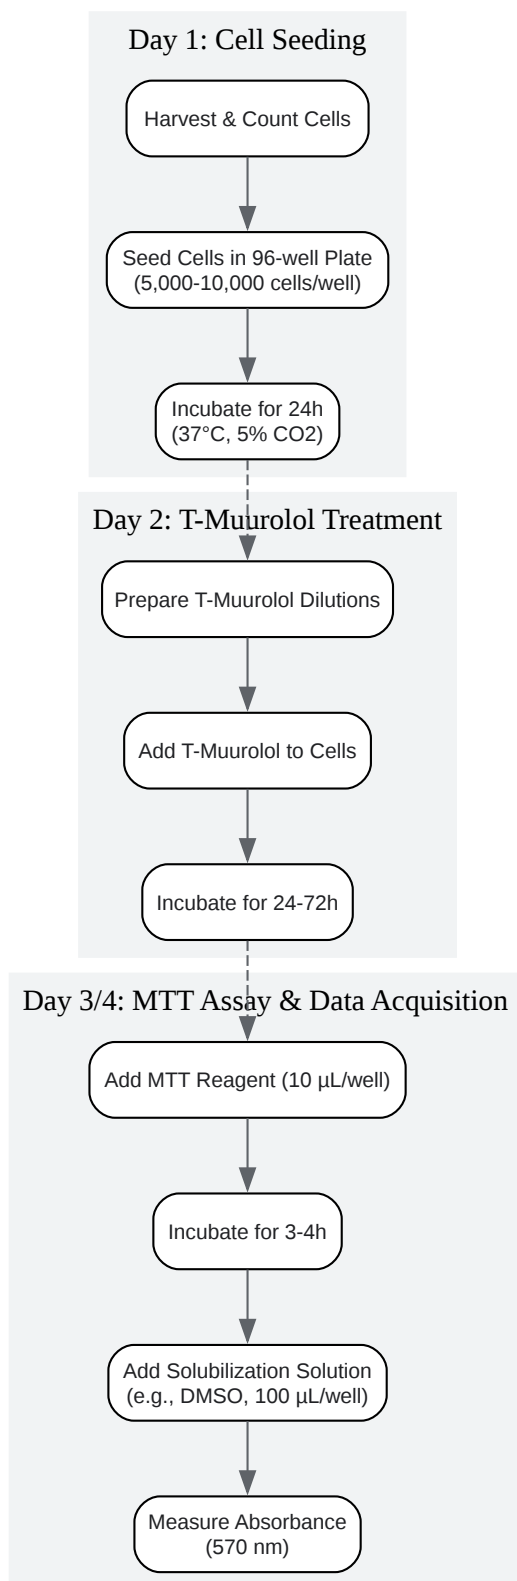 Day 1: Cell Seeding
Harvest & Count Cells
Seed Cells in 96-well Plate
(5,000-10,000 cells/well)
Incubate for 24h
(37°C, 5% CO2)
Day 2: T-Muurolol Treatment
Prepare T-Muurolol Dilutions
Add T-Muurolol to Cells
Incubate for 24-72h
Day 3/4: MTT Assay & Data Acquisition
Add MTT Reagent (10 µL/well)
Incubate for 3-4h
Add Solubilization Solution
(e.g., DMSO, 100 µL/well)
Measure Absorbance
(570 nm)